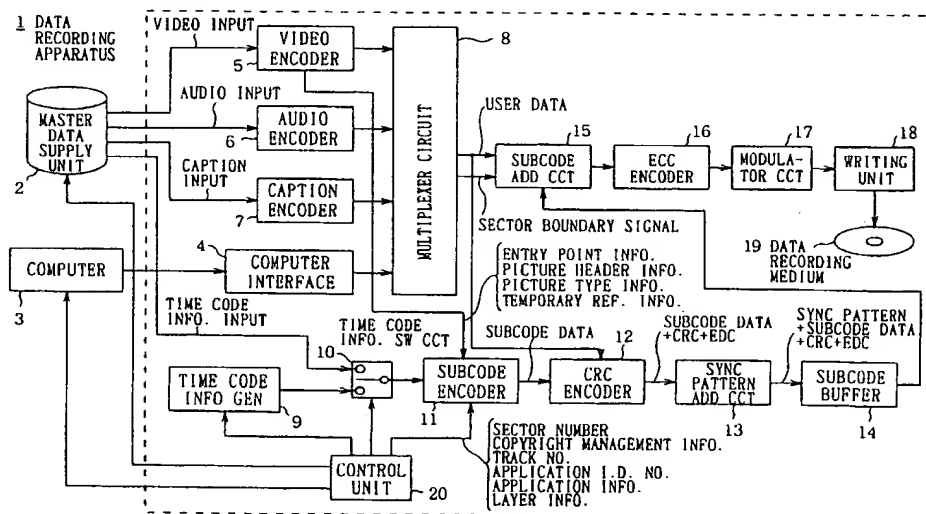 1 DATA
RECORDING
APPARATUS
VIDEO INPUT
VIDEO
ENCODER
5
8
AUDIO INPUT
AUDIO
ENCODER
6
MASTER
DATA
SUPPLY
UNIT
2
CAPTION
INPUT
CAPTION
ENCODER
7
MULTIPLEXER CIRCUIT
USER DATA
15
SUBCODE
ADD CCT
16
ECC
ENCODER
17
MODULA-
TOR CCT
18
WRITING
UNIT
SECTOR BOUNDARY SIGNAL
19 DATA
RECORDING
MEDIUM
COMPUTER
3
4
COMPUTER
INTERFACE
ENTRY POINT INFO.
PICTURE HEADER INFO.
PICTURE TYPE INFO.
TEMPORARY REF. INFO.
TIME CODE
INFO. INPUT
TIME CODE
INFO. SW CCT
10
TIME CODE
INFO GEN
9
SUBCODE
ENCODER
11
SUBCODE DATA
12
CRC
ENCODER
SUBCODE DATA
+CRC+EDC
SYNC
PATTERN
ADD CCT
13
SYNC PATTERN
+SUBCODE DATA
+CRC+EDC
SUBCODE
BUFFER
14
CONTROL
UNIT
20
SECTOR NUMBER
COPYRIGHT MANAGEMENT INFO.
TRACK NO.
APPLICATION I.D. NO.
APPLICATION INFO.
LAYER INFO.